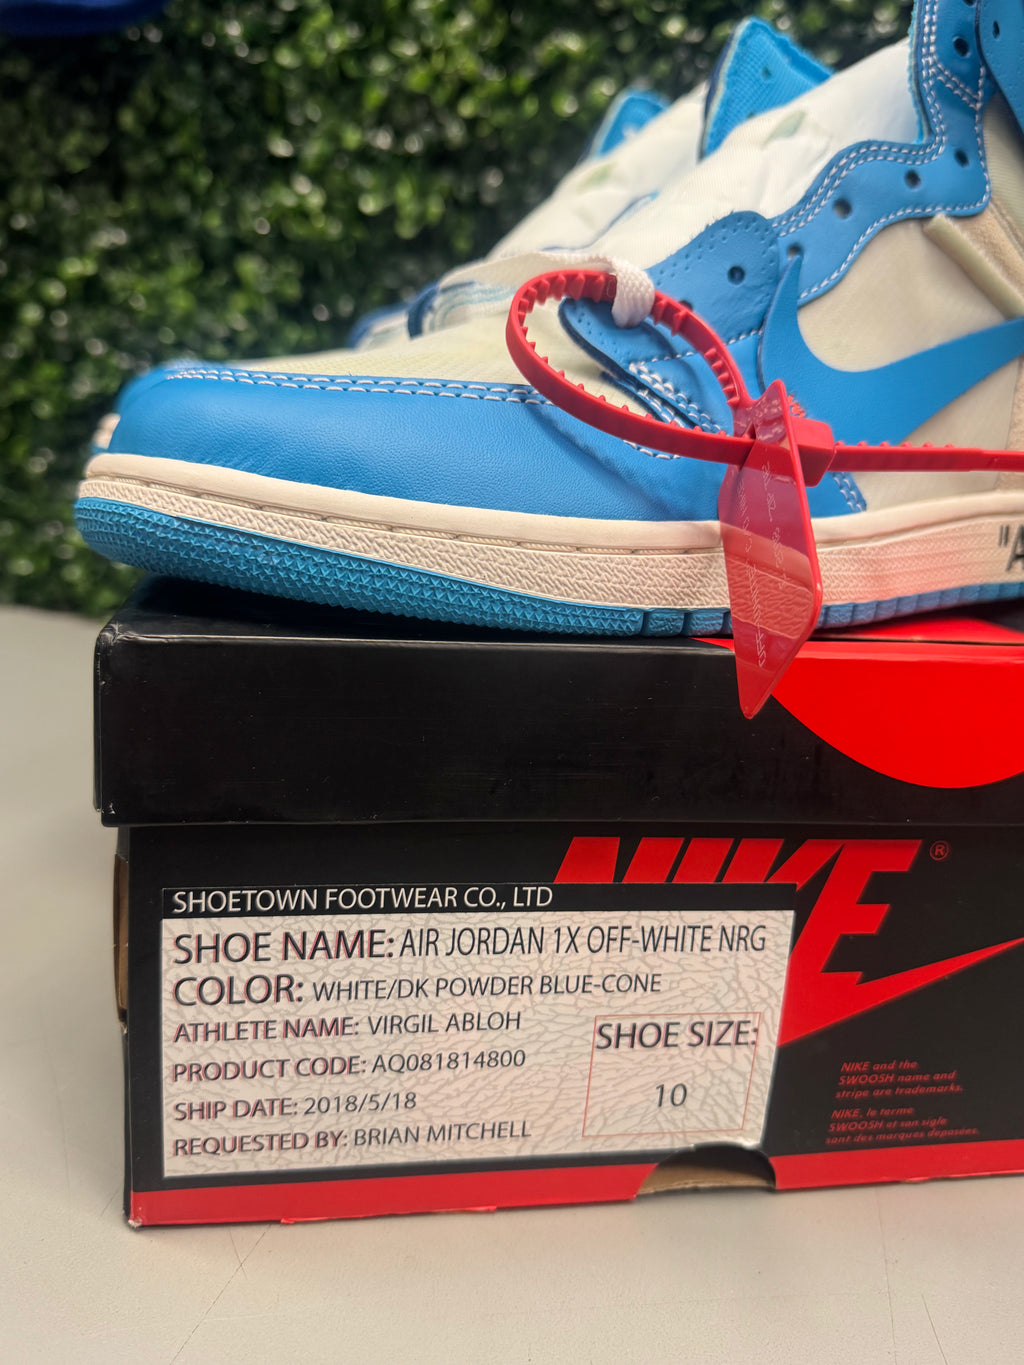 "A
NIKE®
SHOETOWN FOOTWEAR CO., LTD
SHOE NAME: AIR JORDAN 1X OFF-WHITE NRG
COLOR: WHITE/DK POWDER BLUE-CONE
ATHLETE NAME: VIRGIL ABLOH
PRODUCT CODE: AQ081814800
SHIP DATE: 2018/5/18
REQUESTED BY: BRIAN MITCHELL
SHOE SIZE:
10
NIKE and the
SWOOSH name and
stripe are trademarks.
NIKE, le terme
SWOOSH et son sigle
sont des marques déposées.